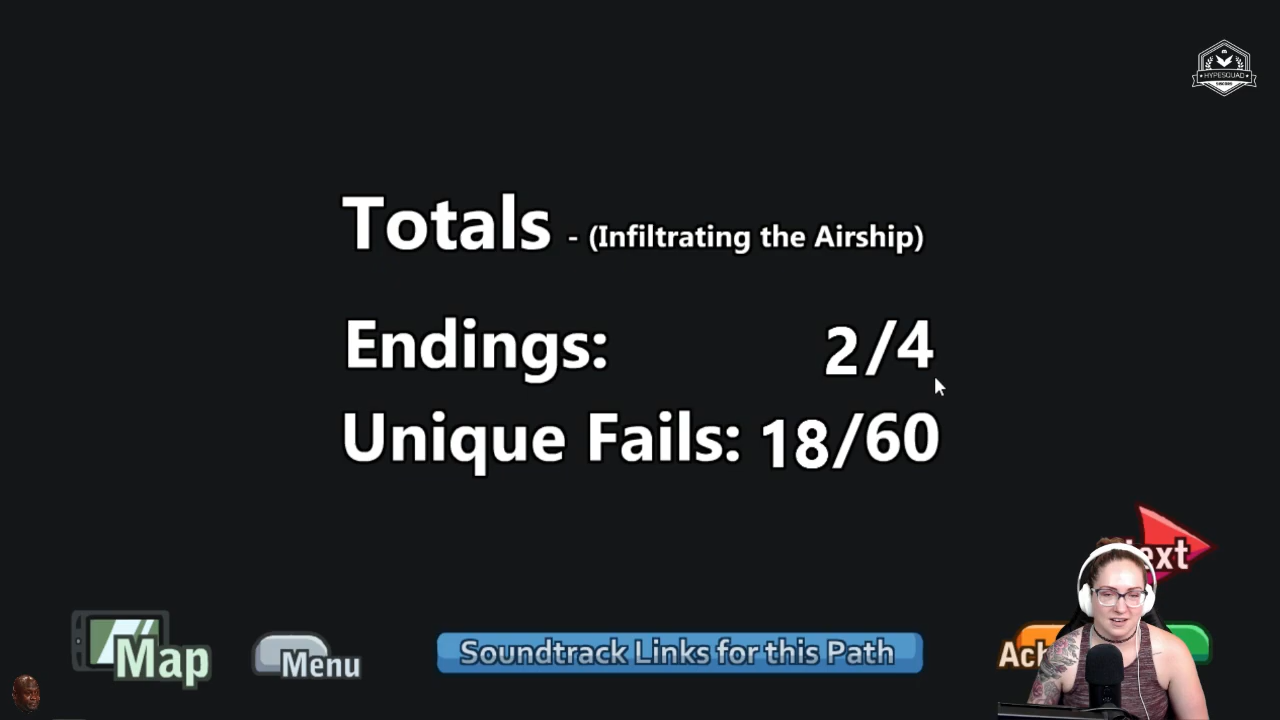 HYPESQUAD
Totals - (Infiltrating the Airship)
Endings: 2/4
Unique Fails: 18/60
Map
Menu
Soundtrack Links for this Path